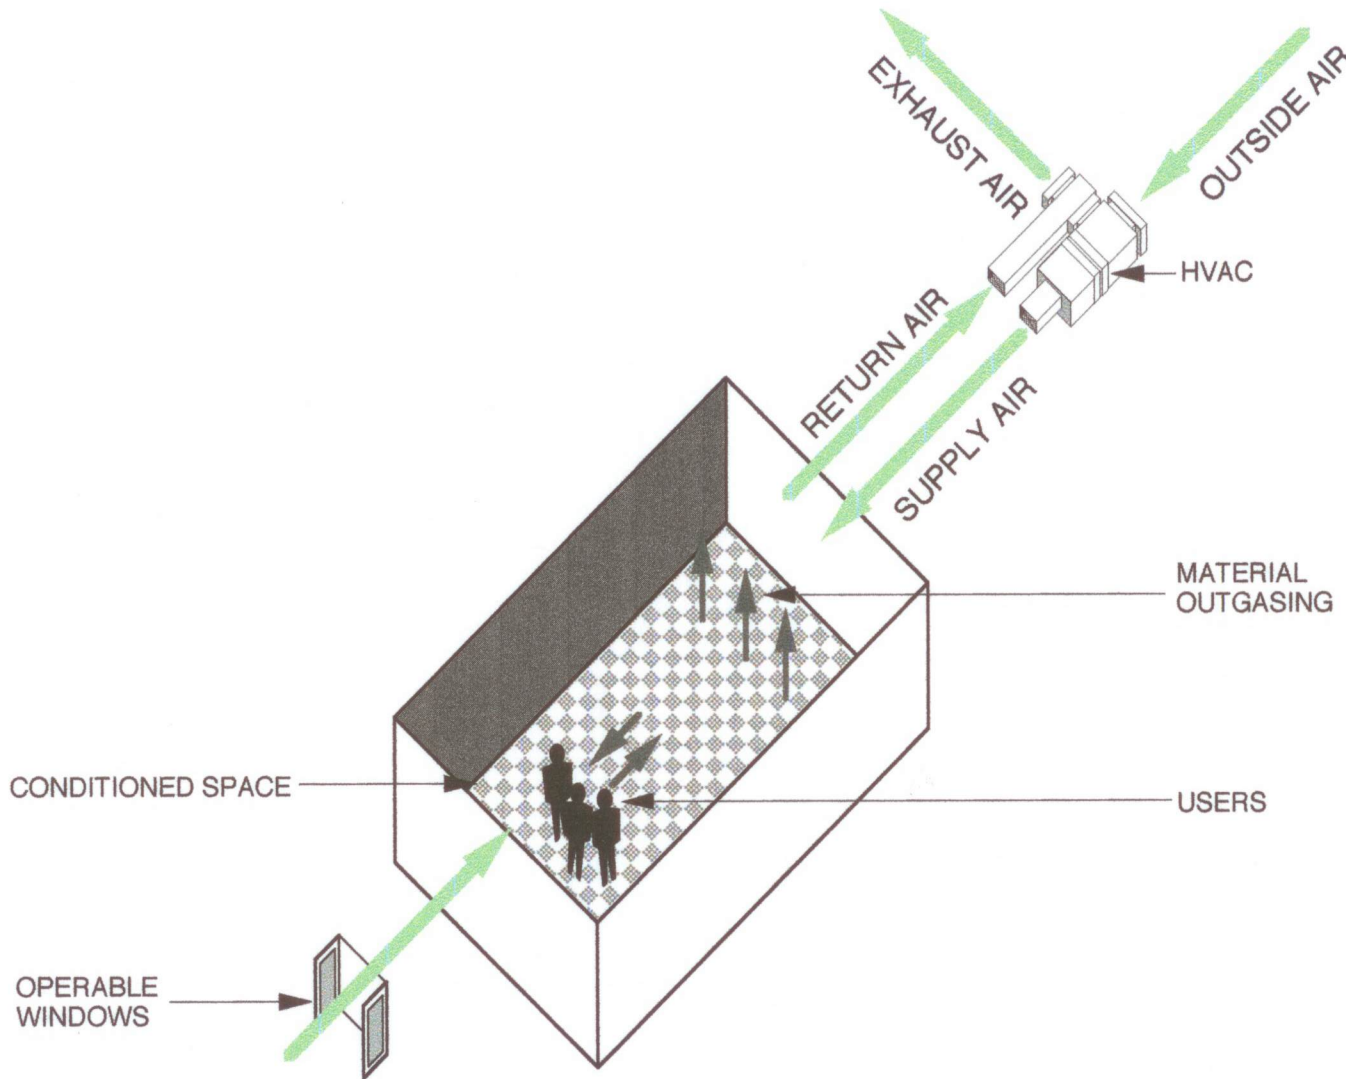 EXHAUST AIR
OUTSIDE AIR
HVAC
RETURN AIR
SUPPLY AIR
MATERIAL
OUTGASING
CONDITIONED SPACE
USERS
OPERABLE
WINDOWS